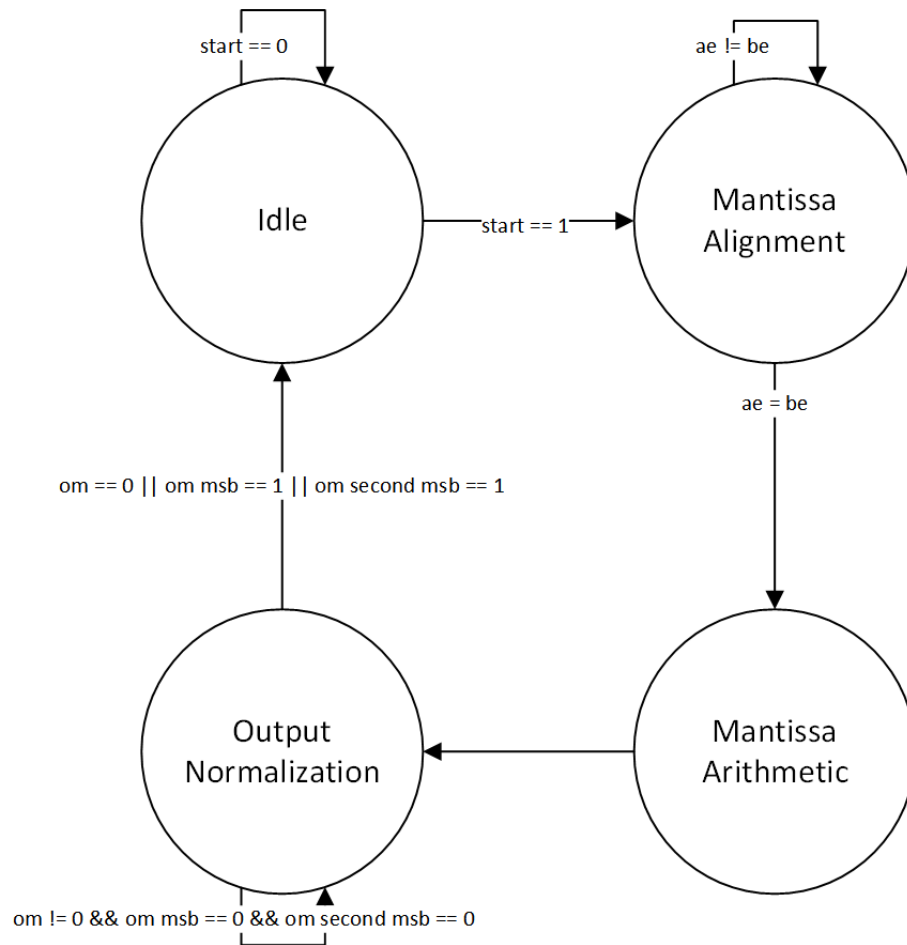 start == 0
ae != be
Idle
start == 1
Mantissa
Alignment
ae = be
om == 0 || om msb == 1 || om second msb == 1
Output
Normalization
Mantissa
Arithmetic
om != 0 && om msb == 0 && om second msb == 0